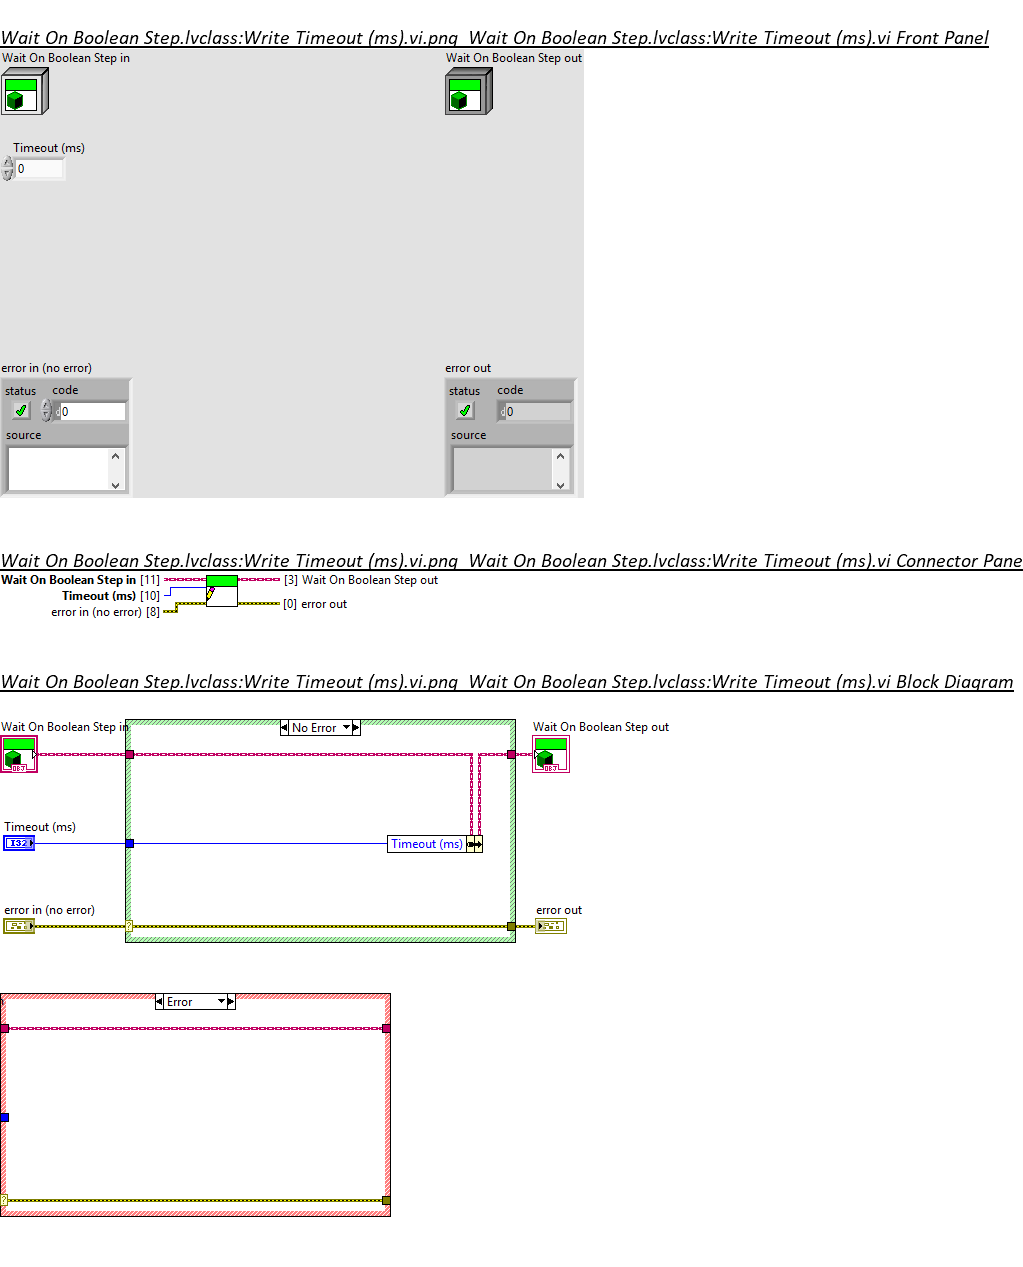 Wait On Boolean Step.lvclass:Write Timeout (ms).vi.png Wait On Boolean Step.lvclass:Write Timeout (ms).vi Front Panel
Wait On Boolean Step in Wait On Boolean Step out
Timeout (ms)
0
error in (no error) error out
status code status code
d 0 d 0
source source
Wait On Boolean Step.lvclass:Write Timeout (ms).vi.png Wait On Boolean Step.lvclass:Write Timeout (ms).vi Connector Pane
Wait On Boolean Step in [11] [3] Wait On Boolean Step out
Timeout (ms) [10]
[0] error out
error in (no error) [8]
Wait On Boolean Step.lvclass:Write Timeout (ms).vi.png Wait On Boolean Step.lvclass:Write Timeout (ms).vi Block Diagram
Wait On Boolean Step in No Error Wait On Boolean Step out
OBJ OBJ
Timeout (ms)
I32 Timeout (ms)
error in (no error) error out
?
Error
?